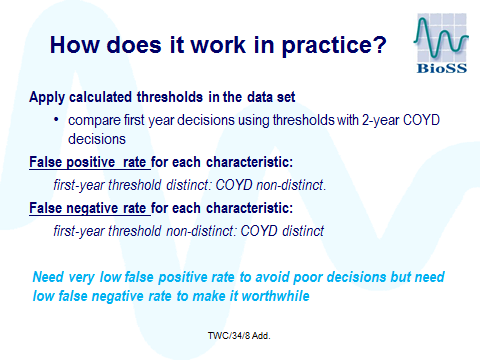 How does it work in practice?
BioSS
Apply calculated thresholds in the data set
• compare first year decisions using thresholds with 2-year COYD
decisions
False positive rate for each characteristic:
first-year threshold distinct: COYD non-distinct.
False negative rate for each characteristic:
first-year threshold non-distinct: COYD distinct
Need very low false positive rate to avoid poor decisions but need
low false negative rate to make it worthwhile
TWC/34/8 Add.